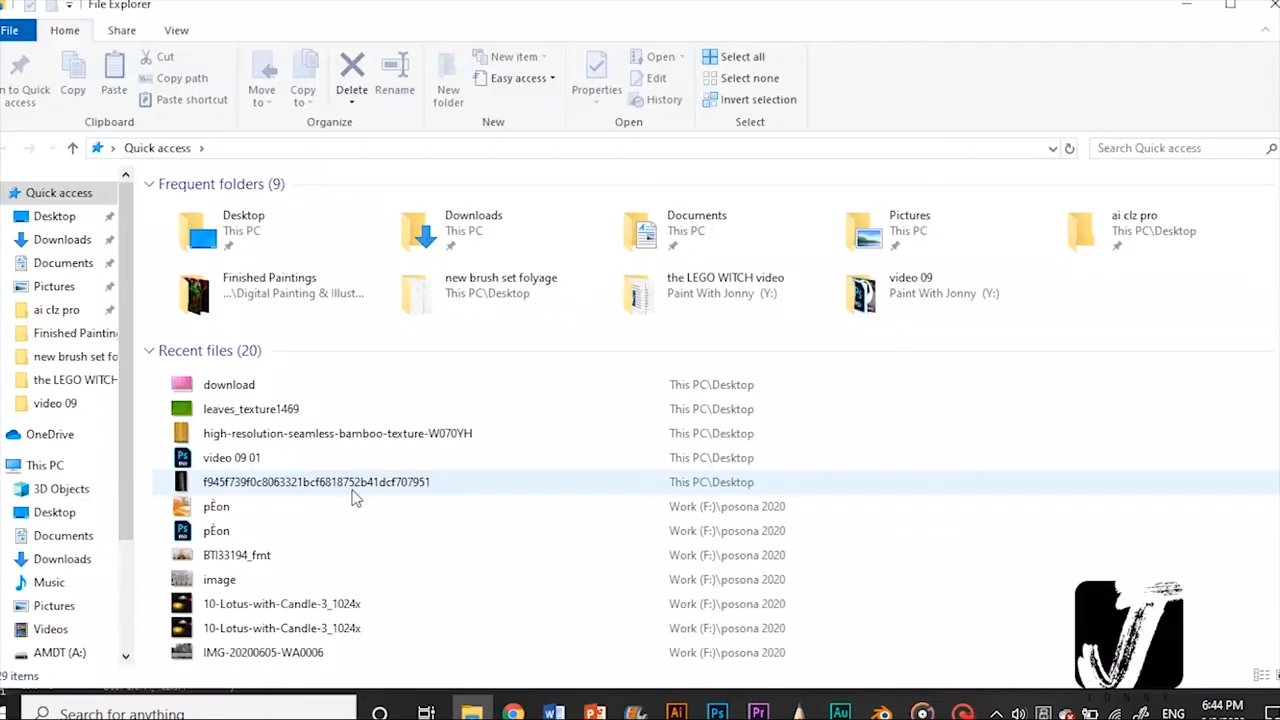 File Explorer
File Home Share View
Cut
Copy path
Paste shortcut
n to Quick access
Copy
Paste
Clipboard
Move to
Copy to
Delete
Rename
Organize
New item
Easy access
New folder
New
Properties
Open
Edit
History
Open
Select all
Select none
Invert selection
Select
Quick access
Search Quick access
Quick access
Desktop
Downloads
Documents
Pictures
ai clz pro
Finished Paintin
new brush set fo
the LEGO WITCH
video 09
OneDrive
This PC
3D Objects
Desktop
Documents
Downloads
Music
Pictures
Videos
AMDT (A:)
Frequent folders (9)
Desktop
This PC
Downloads
This PC
Documents
This PC
Pictures
This PC
ai clz pro
This PC\Desktop
Finished Paintings
...\Digital Painting & Illust...
new brush set folyage
This PC\Desktop
the LEGO WITCH video
Paint With Jonny (Y:)
video 09
Paint With Jonny (Y:)
Recent files (20)
download This PC\Desktop
leaves_texture1469 This PC\Desktop
high-resolution-seamless-bamboo-texture-W070YH This PC\Desktop
video 09 01 This PC\Desktop
f945f739f0c8063321bcf6818752b41dcf707951 This PC\Desktop
pÈon Work (F:)\posona 2020
pÈon Work (F:)\posona 2020
BTI33194_fmt Work (F:)\posona 2020
image Work (F:)\posona 2020
10-Lotus-with-Candle-3_1024x Work (F:)\posona 2020
10-Lotus-with-Candle-3_1024x Work (F:)\posona 2020
IMG-20200605-WA0006 Work (F:)\posona 2020
29 items
J
Search for anything
ENG
6:44 PM